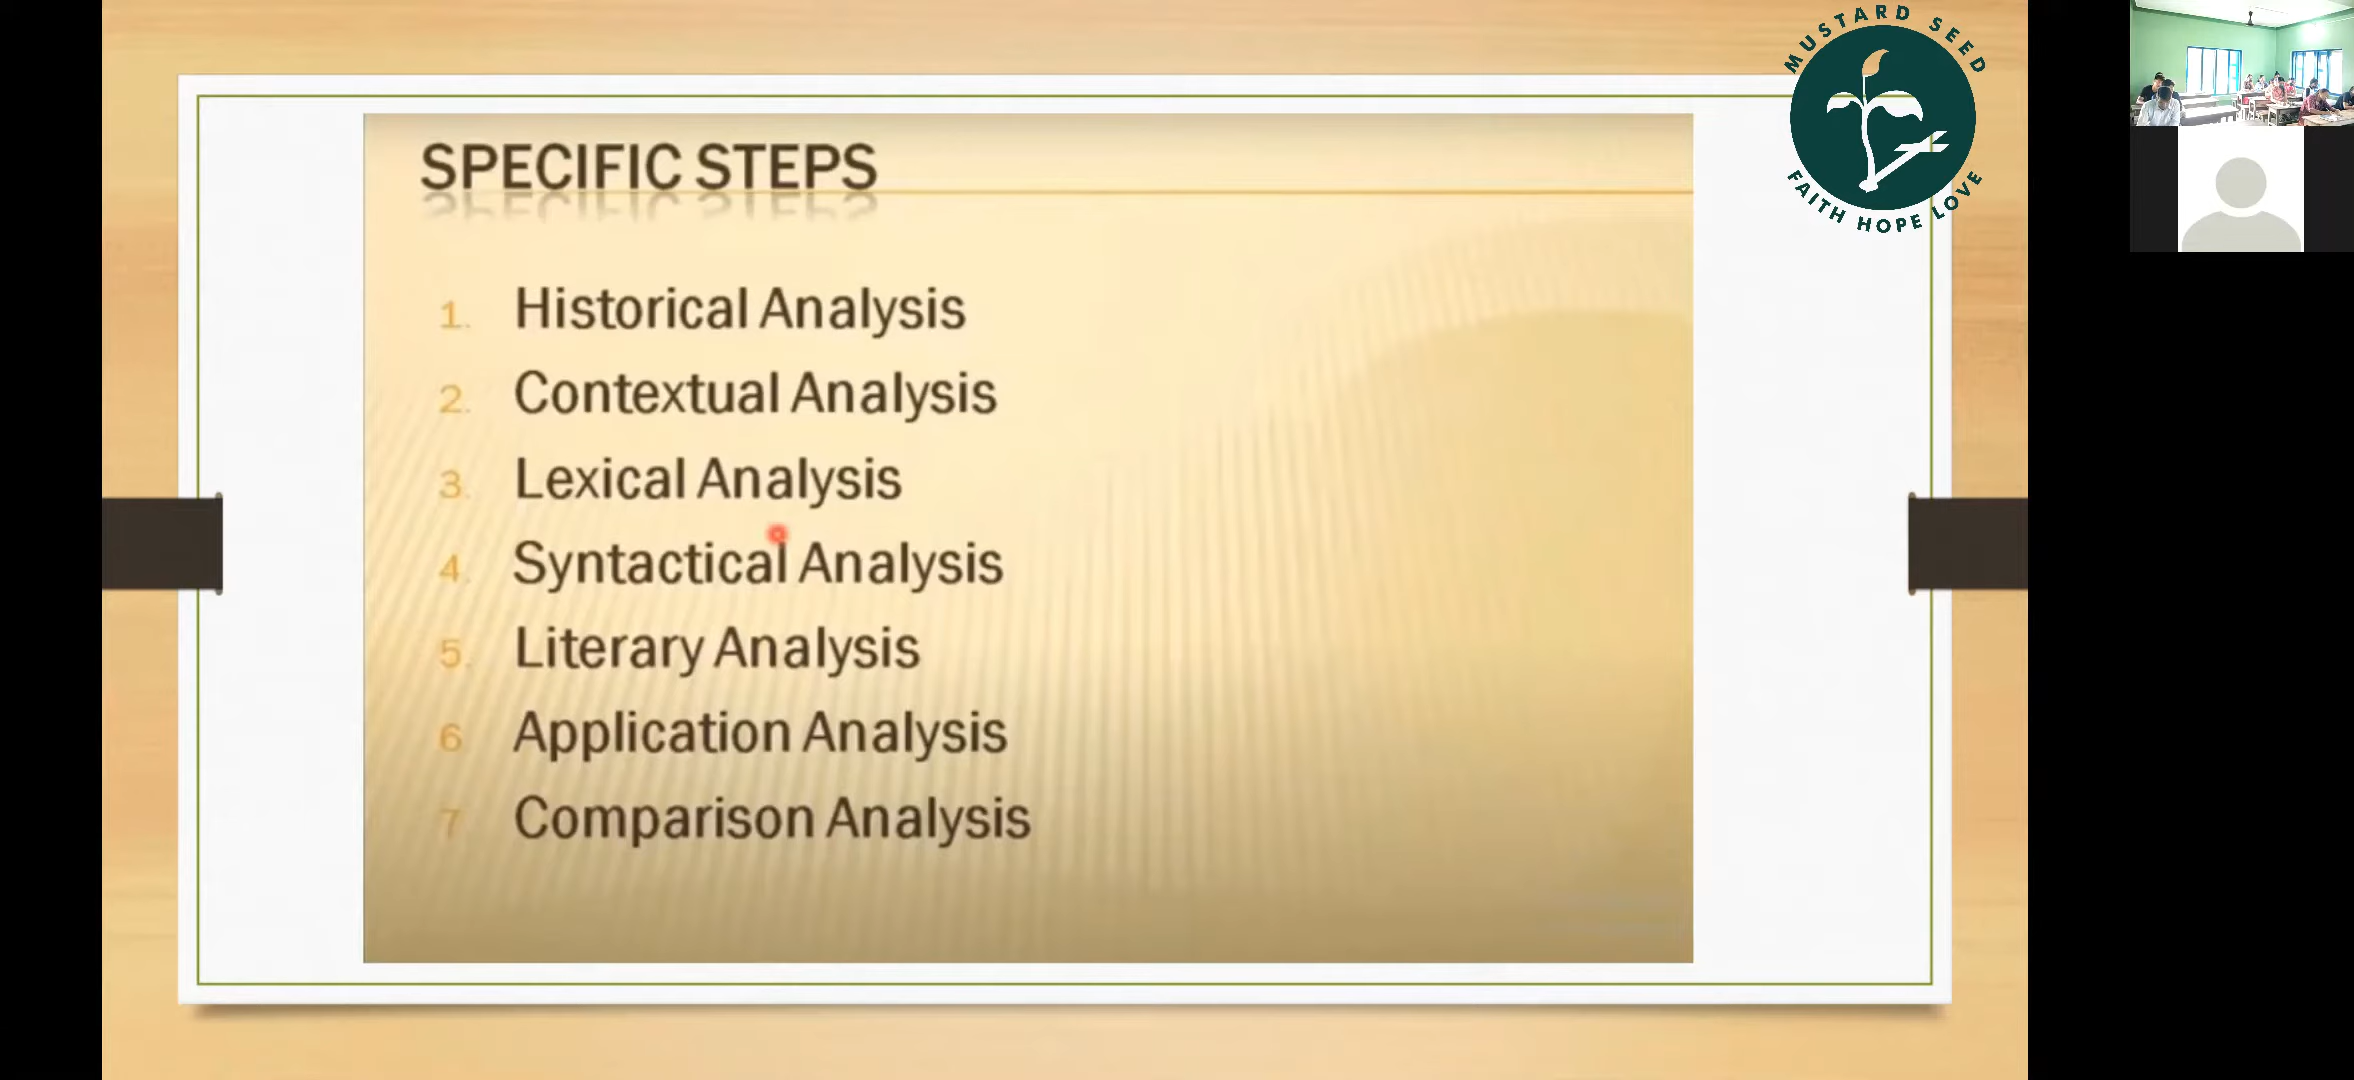 MUSTARD SEED
FAITH HOPE LOVE
SPECIFIC STEPS
1. Historical Analysis
2. Contextual Analysis
3. Lexical Analysis
4. Syntactical Analysis
5. Literary Analysis
6 Application Analysis
7 Comparison Analysis